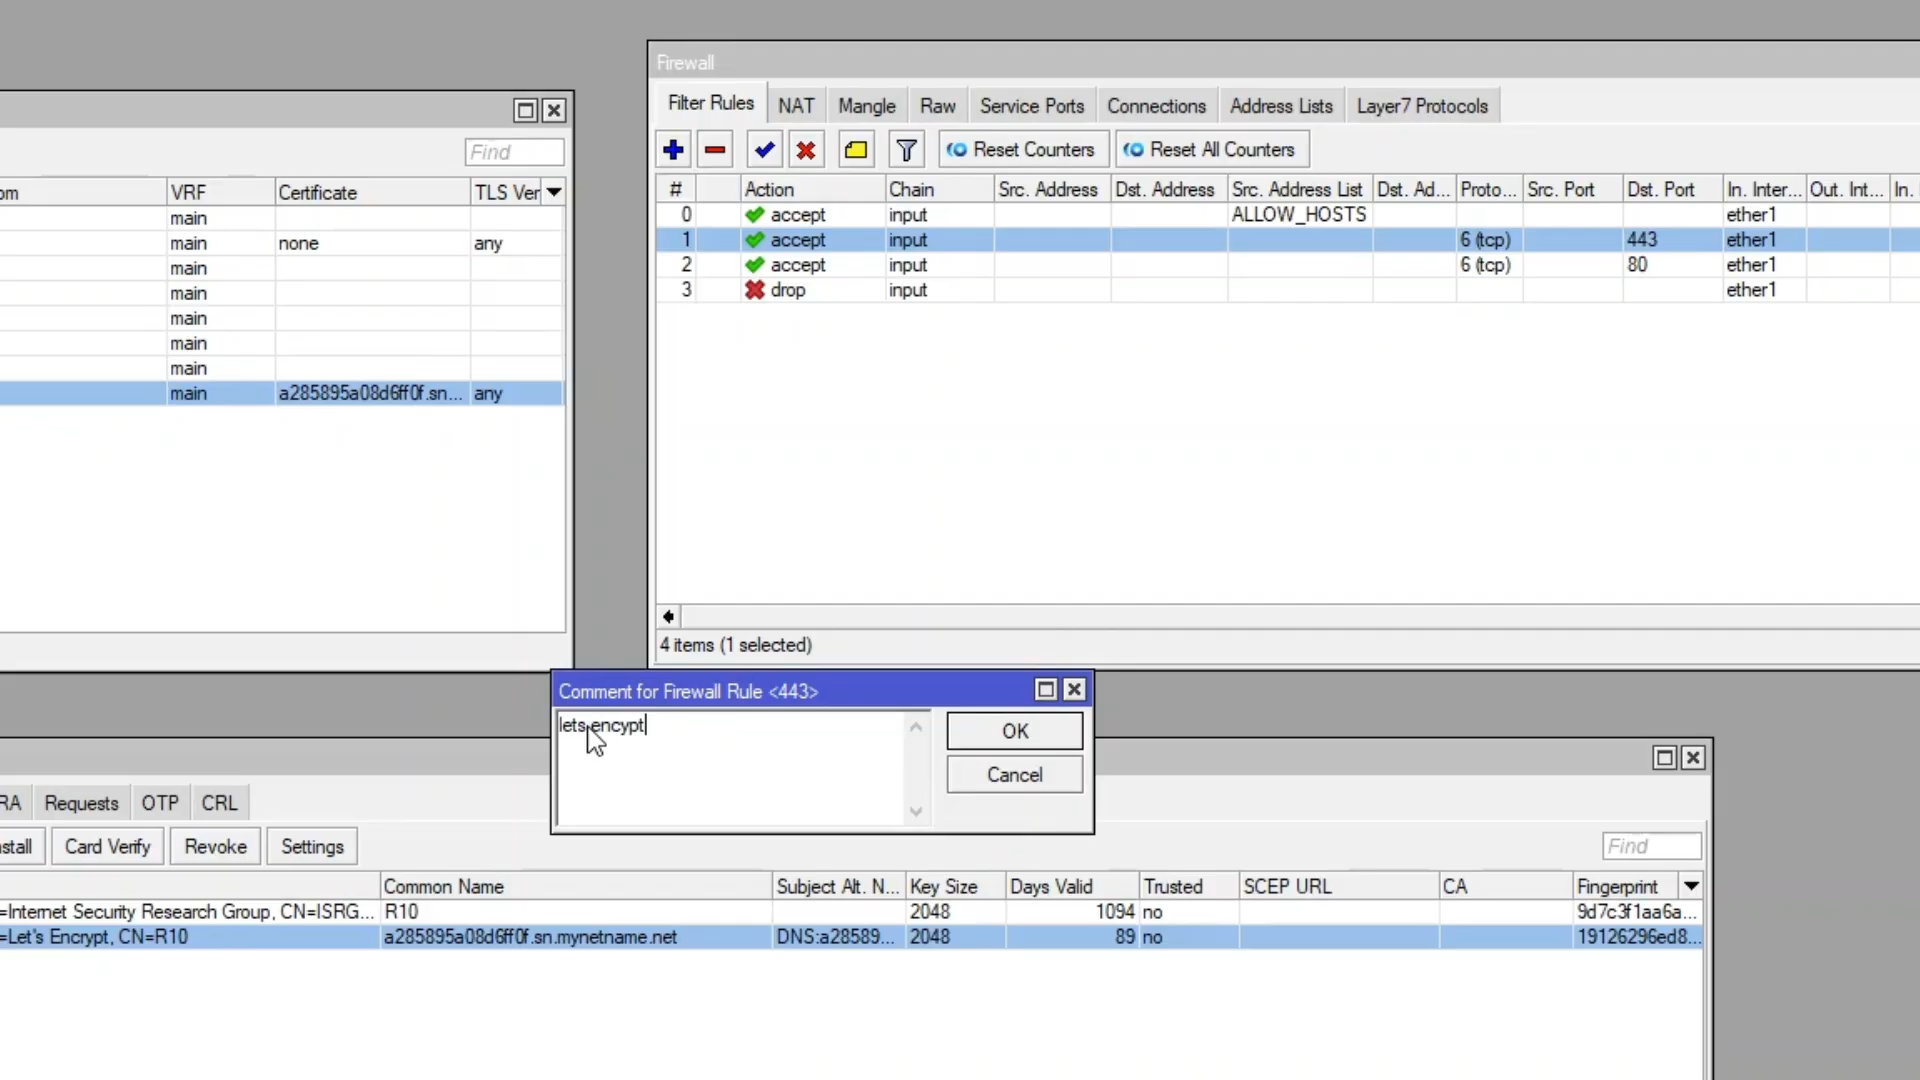 Firewall
Filter Rules NAT Mangle Raw Service Ports Connections Address Lists Layer7 Protocols
Reset Counters Reset All Counters
# Action Chain Src. Address Dst. Address Src. Address List Dst. Ad... Proto... Src. Port Dst. Port In. Inter... Out. Int... In.
0 accept input ALLOW_HOSTS ether1
1 accept input 6 (tcp) 443 ether1
2 accept input 6 (tcp) 80 ether1
3 drop input ether1
4 items (1 selected)
Find
om VRF Certificate TLS Ver
main
main none any
main
main
main
main
main
main a285895a08d6ff0f.sn... any
Comment for Firewall Rule <443>
lets encypt
OK
Cancel
RA Requests OTP CRL
stall Card Verify Revoke Settings Find
Common Name Subject Alt. N... Key Size Days Valid Trusted SCEP URL CA Fingerprint
=Internet Security Research Group, CN=ISRG... R10 2048 1094 no 9d7c3f1aa6a...
=Let's Encrypt, CN=R10 a285895a08d6ff0f.sn.mynetname.net DNS:a28589... 2048 89 no 19126296ed8...